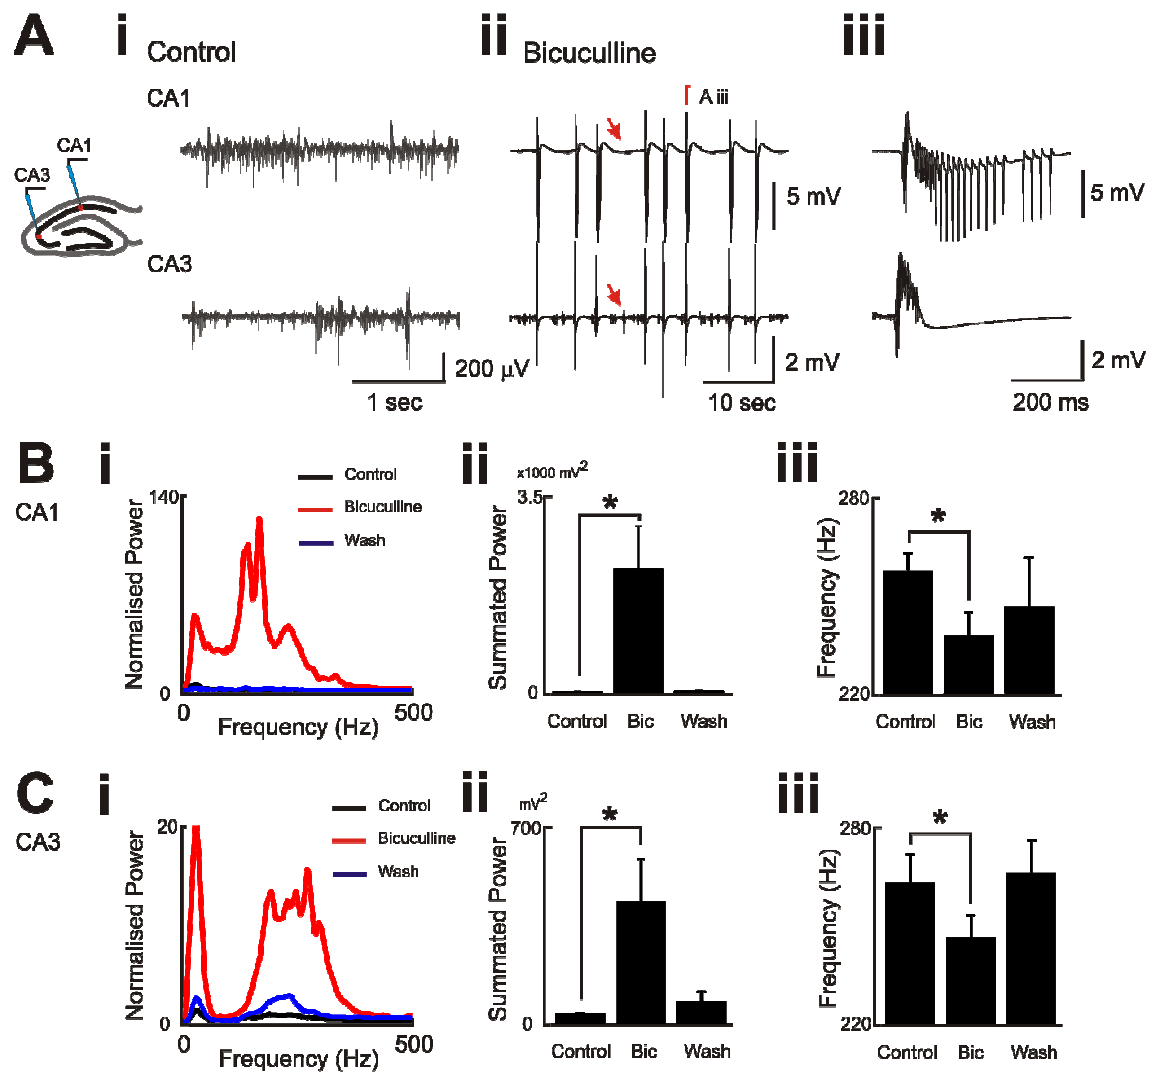 A i ii iii
Control Bicuculline
CA1
A iii
CA1
CA3
5 mV 5 mV
CA3
200 µV 2 mV 2 mV
1 sec 10 sec 200 ms
B i ii iii
CA1
Control
Bicuculline
Wash
140
Normalised Power
0
0 500
Frequency (Hz)
x1000 mV2
3.5
*
Summated Power
0
Control Bic Wash
280
*
Frequency (Hz)
220
Control Bic Wash
C i ii iii
CA3
Control
Bicuculline
Wash
20
Normalised Power
0
0 500
Frequency (Hz)
mV2
700
*
Summated Power
0
Control Bic Wash
280
*
Frequency (Hz)
220
Control Bic Wash